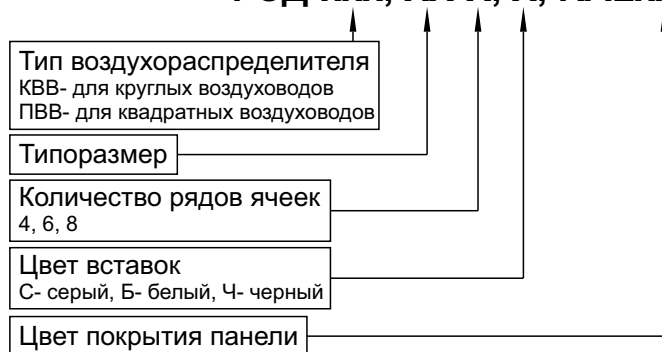 Тип воздухораспределителя
КВВ- для круглых воздуховодов
ПВВ- для квадратных воздуховодов
Типоразмер
Количество рядов ячеек
4, 6, 8
Цвет вставок
С- серый, Б- белый, Ч- черный
Цвет покрытия панели